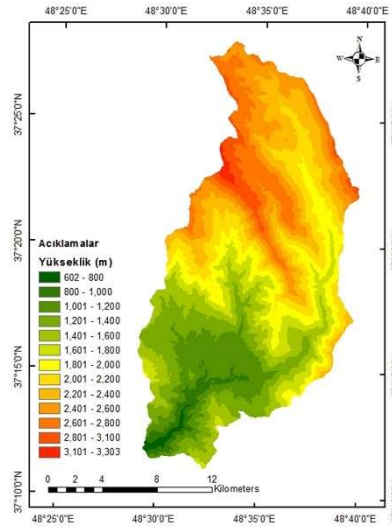 48°25'0"E 48°30'0"E 48°35'0"E 48°40'0"E
N
W E
S
37°25'0"N
37°20'0"N
37°15'0"N
37°10'0"N
Acıklamalar
Yükseklik (m)
602 - 800
800 - 1,000
1,001 - 1,200
1,201 - 1,400
1,401 - 1,600
1,601 - 1,800
1,801 - 2,000
2,001 - 2,200
2,201 - 2,400
2,401 - 2,600
2,601 - 2,800
2,801 - 3,100
3,101 - 3,303
0 2 4 8 12
Kilometers
48°25'0"E 48°30'0"E 48°35'0"E 48°40'0"E